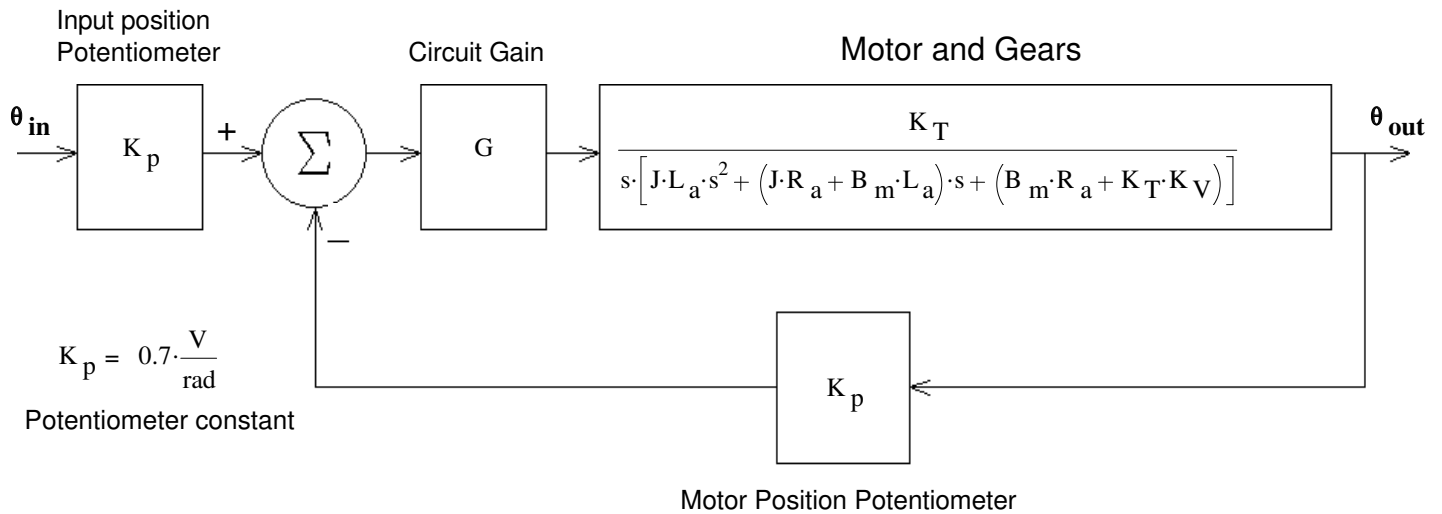 Input position
Potentiometer
Circuit Gain
Motor and Gears
θ in
K p
+
Σ
G
K T
s·[J·L a·s² + (J·R a + B m·L a)·s + (B m·R a + K T·K V)]
θ out
–
K p = 0.7· V
rad
Potentiometer constant
K p
Motor Position Potentiometer